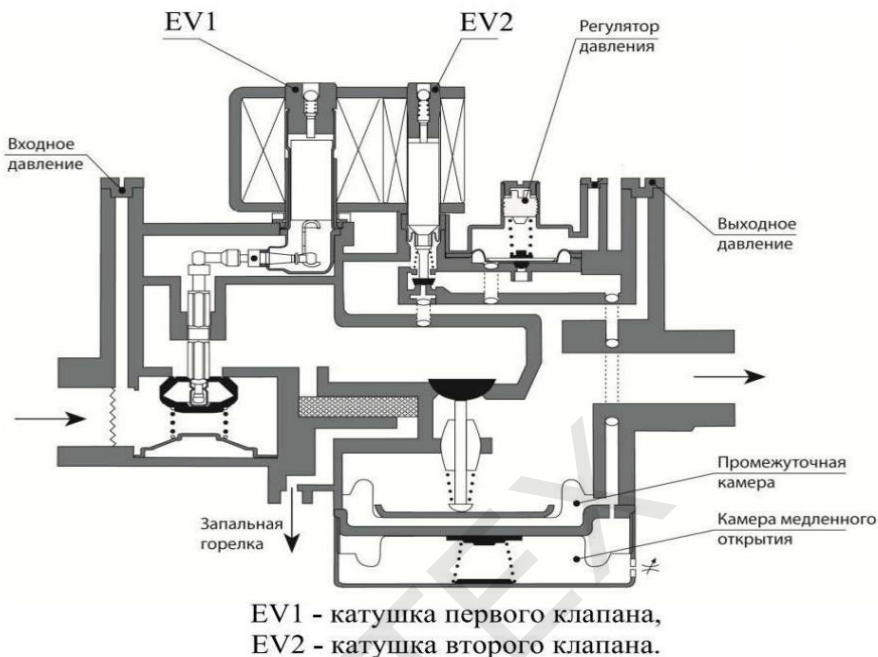 EV1
EV2
Регулятор
давления
Входное
давление
Выходное
давление
Промежуточная
камера
Запальная
горелка
Камера медленного
открытия
EV1 - катушка первого клапана,
EV2 - катушка второго клапана.